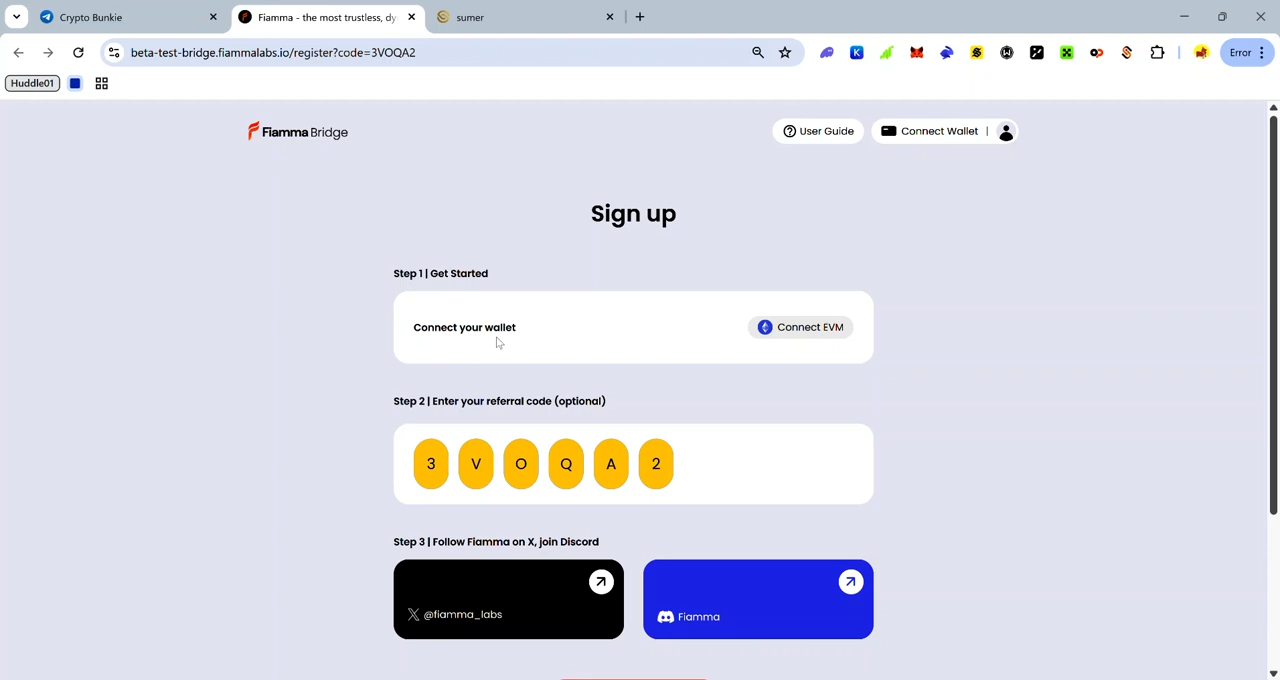 Crypto Bunkie
Fiamma - the most trustless, dy
sumer
beta-test-bridge.fiammalabs.io/register?code=3VOQA2
Error
Huddle01
Fiamma Bridge
User Guide
Connect Wallet |
Sign up
Step 1 | Get Started
Connect your wallet
Connect EVM
Step 2 | Enter your referral code (optional)
3 V O Q A 2
Step 3 | Follow Fiamma on X, join Discord
@fiamma_labs
Fiamma